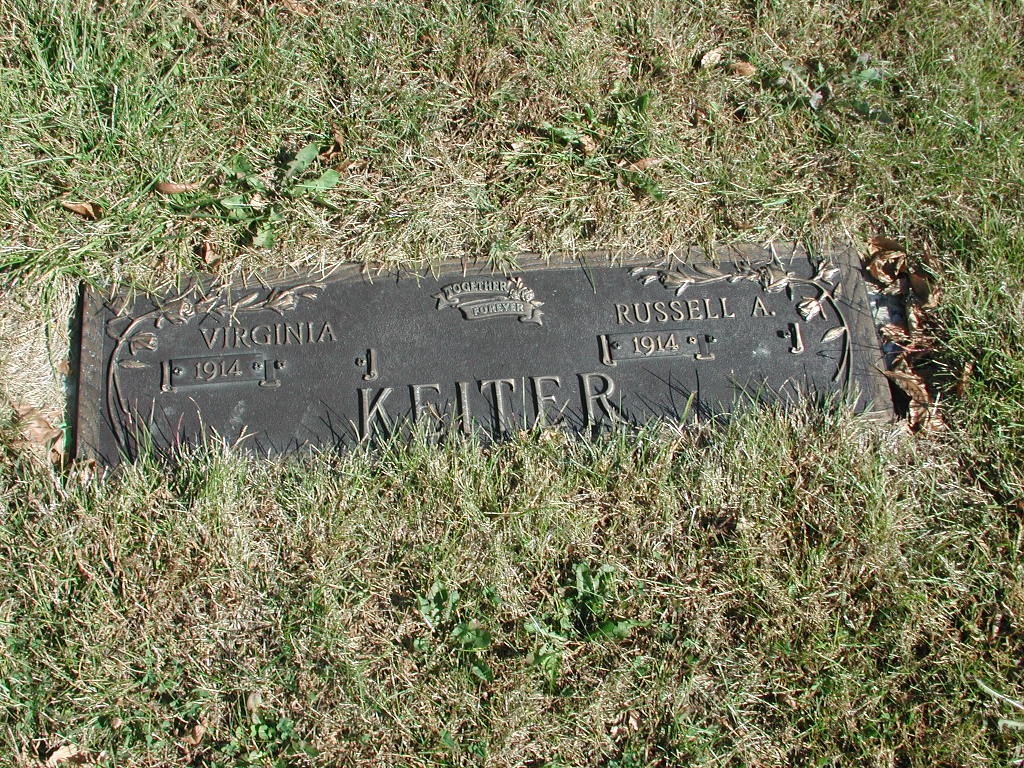 TOGETHER
FOREVER
VIRGINIA
1914
RUSSELL A.
1914
KEITER